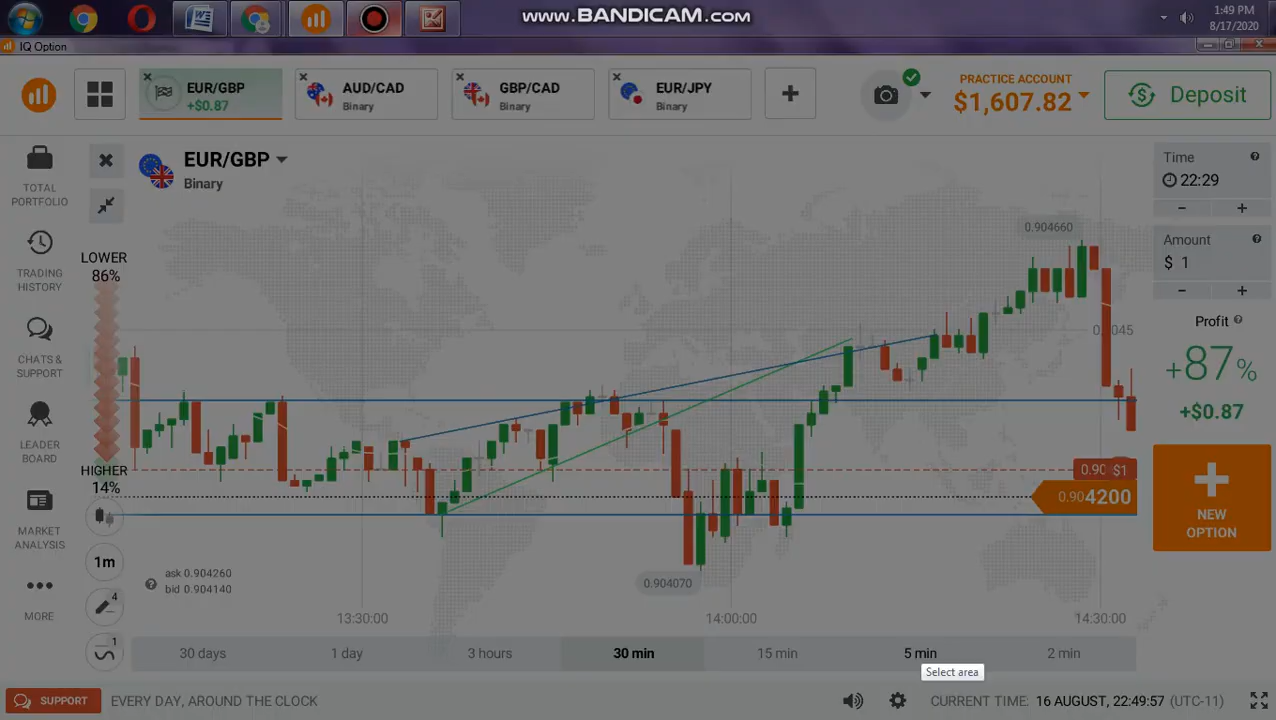 www.BANDICAM.com
1:49 PM
8/17/2020
IQ Option
EUR/GBP
+$0.87
AUD/CAD
Binary
GBP/CAD
Binary
EUR/JPY
Binary
PRACTICE ACCOUNT
$1,607.82
Deposit
TOTAL
PORTFOLIO
TRADING
HISTORY
CHATS &
SUPPORT
LEADER
BOARD
MARKET
ANALYSIS
MORE
EUR/GBP
Binary
LOWER
86%
HIGHER
14%
1m
4
1
ask 0.904260
bid 0.904140
0.904660
0.904070
$1
0.904200
13:30:00
14:00:00
14:30:00
30 days
1 day
3 hours
30 min
15 min
5 min
2 min
Select area
Time
22:29
Amount
$ 1
Profit
+87%
+$0.87
NEW
OPTION
SUPPORT
EVERY DAY, AROUND THE CLOCK
CURRENT TIME: 16 AUGUST, 22:49:57 (UTC-11)